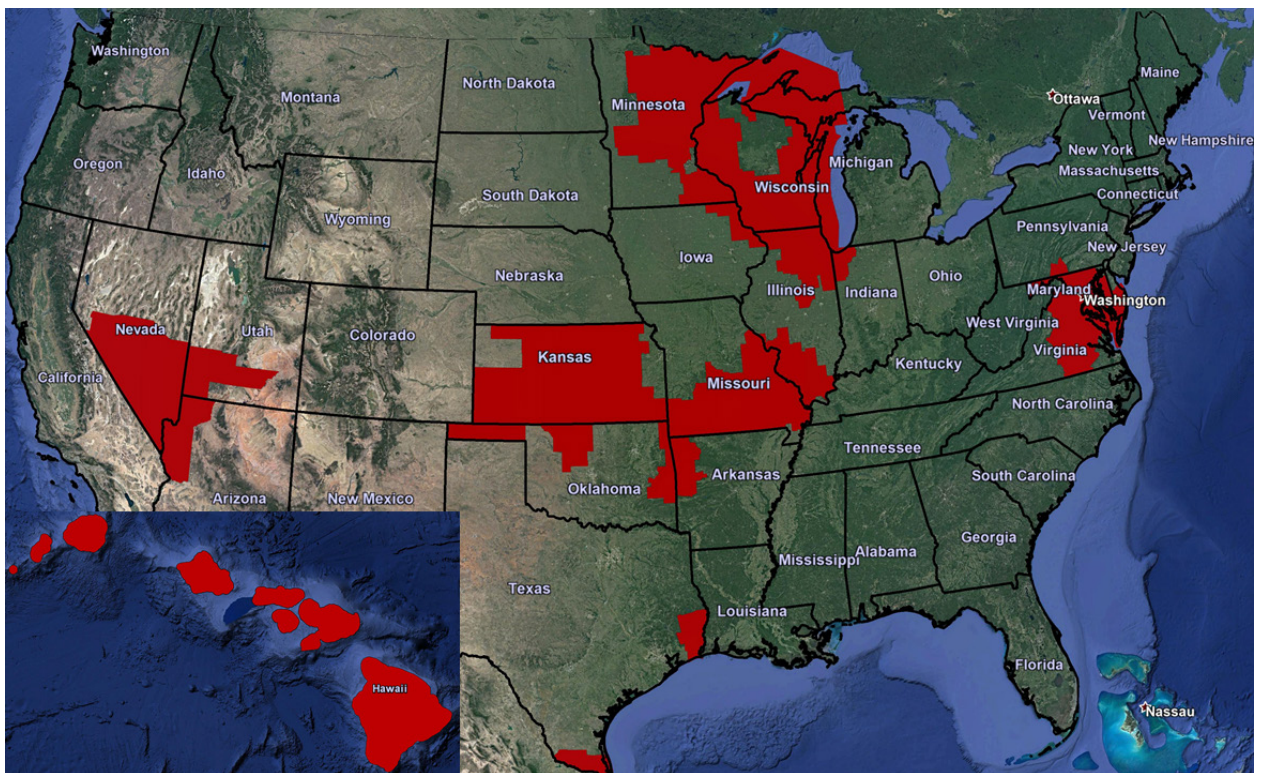 Washington
Montana
North Dakota
Minnesota
Maine
Ottawa
Vermont
New Hampshire
Oregon
Idaho
South Dakota
Wisconsin
Michigan
New York
Massachusetts
Connecticut
Wyoming
Nebraska
Iowa
Pennsylvania
New Jersey
Nevada
Utah
Colorado
Illinois
Indiana
Ohio
Maryland
Washington
West Virginia
Virginia
California
Kansas
Missouri
Kentucky
North Carolina
Arizona
New Mexico
Oklahoma
Arkansas
Tennessee
South Carolina
Texas
Louisiana
Mississippi
Alabama
Georgia
Florida
Hawaii
Nassau